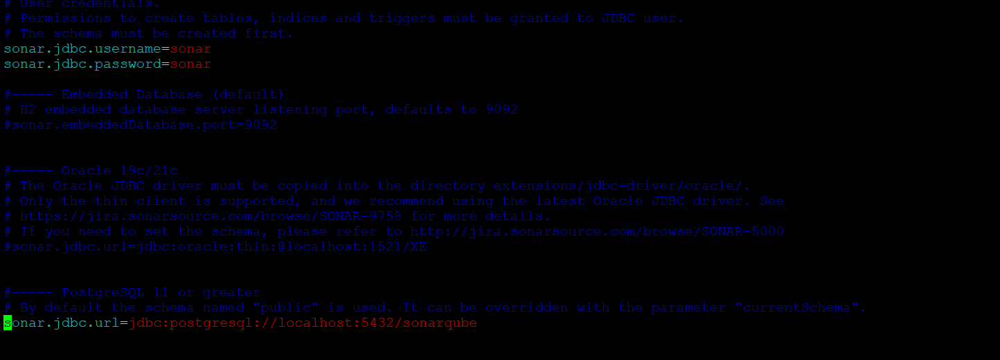 # User credentials.
# Permissions to create tables, indices and triggers must be granted to JDBC user.
# The schema must be created first.
sonar.jdbc.username=sonar
sonar.jdbc.password=sonar
#----- Embedded Database (default)
# H2 embedded database server listening port, defaults to 9092
#sonar.embeddedDatabase.port=9092
#----- Oracle 19c/21c
# The Oracle JDBC driver must be copied into the directory extensions/jdbc-driver/oracle/.
# Only the thin client is supported, and we recommend using the latest Oracle JDBC driver. See
# https://jira.sonarsource.com/browse/SONAR-9758 for more details.
# If you need to set the schema, please refer to http://jira.sonarsource.com/browse/SONAR-5000
#sonar.jdbc.url=jdbc:oracle:thin:@localhost:1521/XE
#----- PostgreSQL 11 or greater
# By default the schema named "public" is used. It can be overridden with the parameter "currentSchema".
sonar.jdbc.url=jdbc:postgresql://localhost:5432/sonarqube